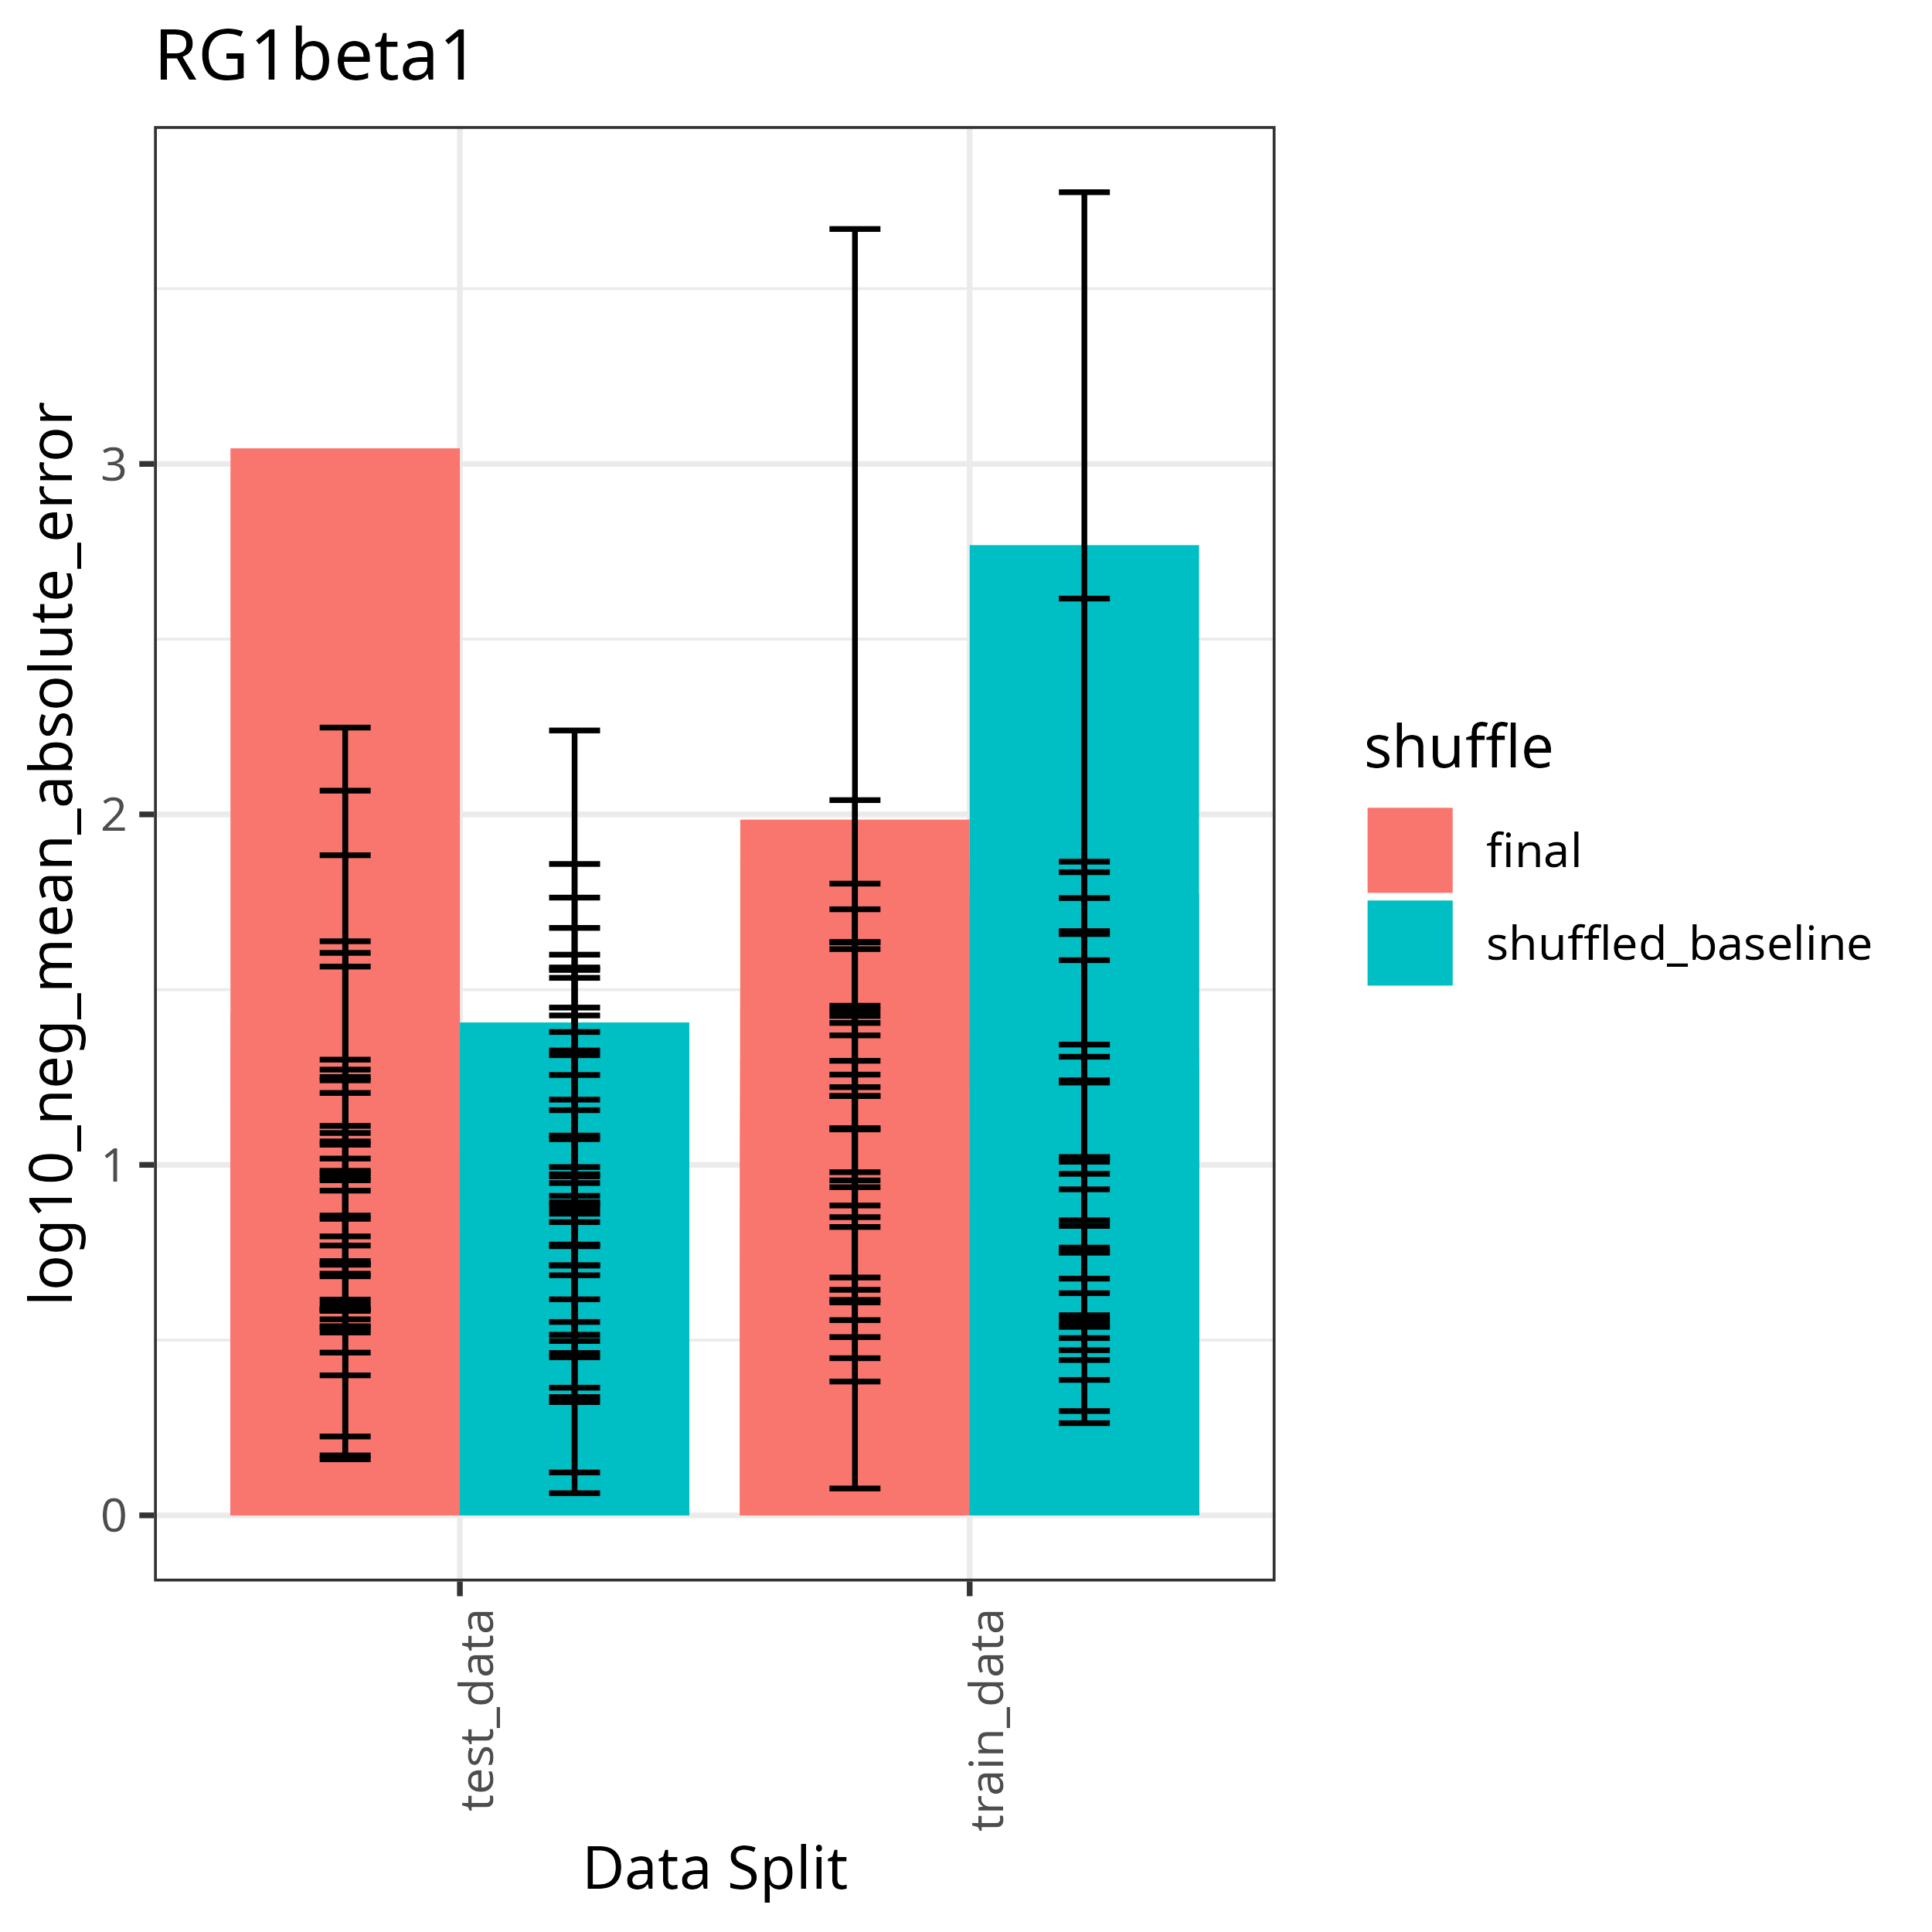 RG1beta1
log10_neg_mean_absolute_error
3
2
1
0
test_data
train_data
Data Split
shuffle
final
shuffled_baseline